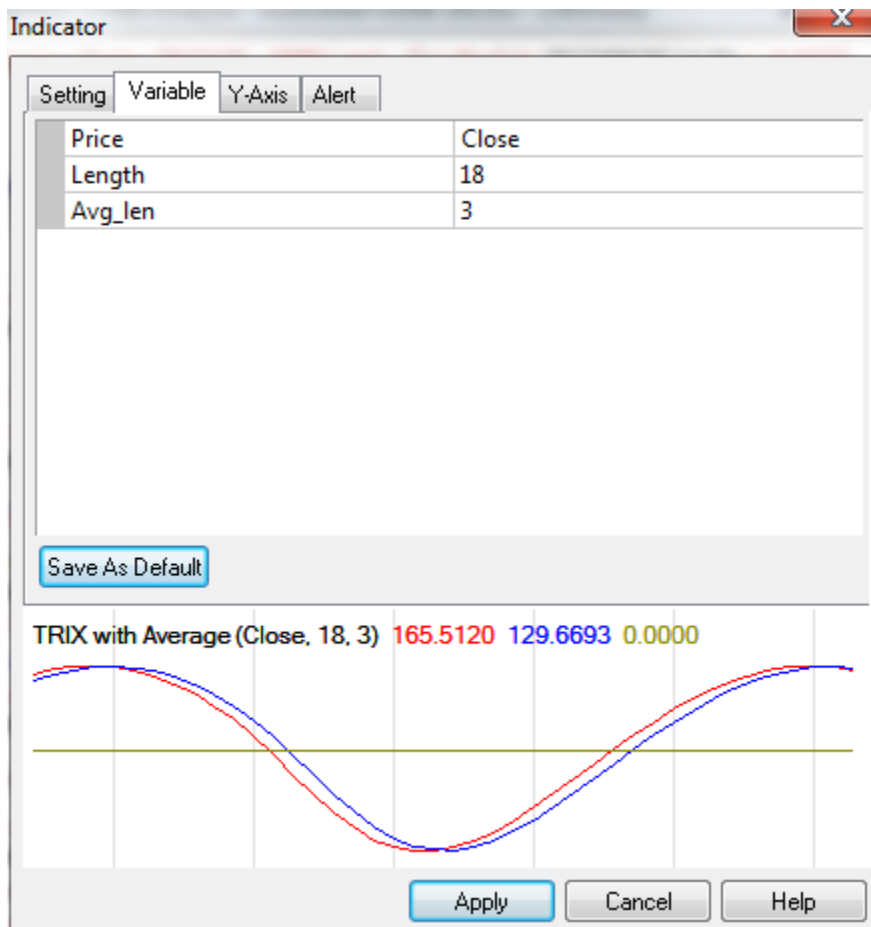 Indicator
X
Setting Variable Y-Axis Alert
Price Close
Length 18
Avg_len 3
Save As Default
TRIX with Average (Close, 18, 3) 165.5120 129.6693 0.0000
Apply Cancel Help